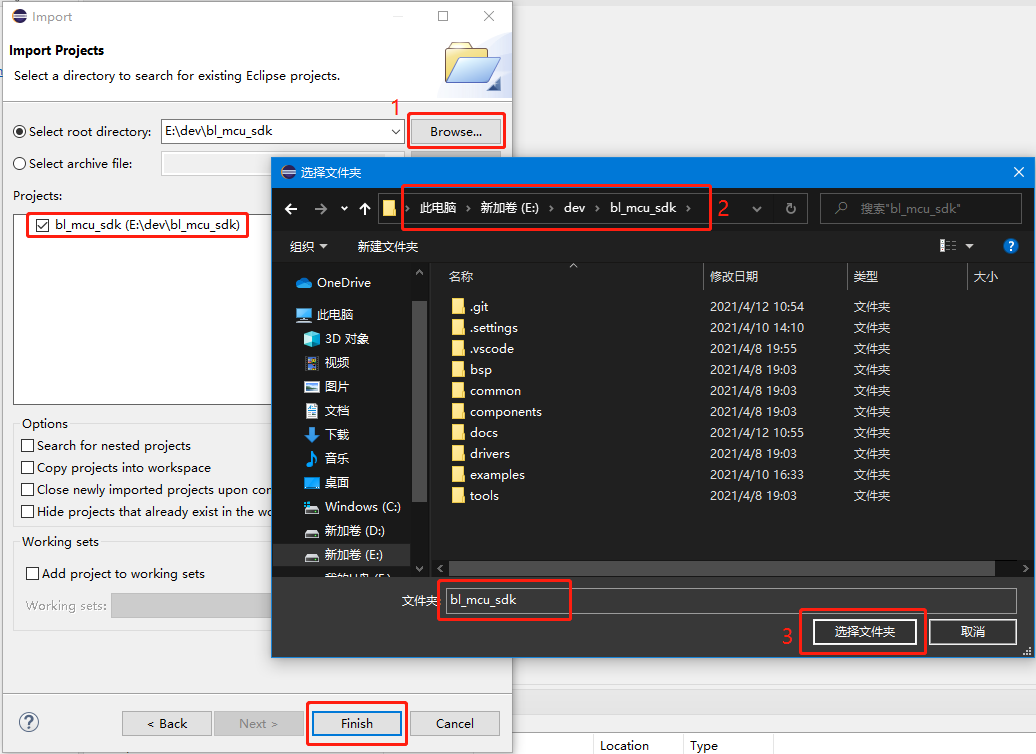 Import
Import Projects
Select a directory to search for existing Eclipse projects.
1
Select root directory:
E:\dev\bl_mcu_sdk
Browse...
Select archive file:
Projects:
bl_mcu_sdk (E:\dev\bl_mcu_sdk)
Options
Search for nested projects
Copy projects into workspace
Close newly imported projects upon
Hide projects that already exist in the
Working sets
Add project to working sets
Working sets:
< Back
Next >
Finish
Cancel
选择文件夹
此电脑 › 新加卷 (E:) › dev › bl_mcu_sdk ›
2
搜索"bl_mcu_sdk"
组织
新建文件夹
名称 修改日期 类型 大小
OneDrive
此电脑
3D 对象
视频
图片
文档
下载
音乐
桌面
Windows (C:)
新加卷 (D:)
新加卷 (E:)
.git 2021/4/12 10:54 文件夹
.settings 2021/4/10 14:10 文件夹
.vscode 2021/4/8 19:55 文件夹
bsp 2021/4/8 19:03 文件夹
common 2021/4/8 19:03 文件夹
components 2021/4/8 19:03 文件夹
docs 2021/4/12 10:55 文件夹
drivers 2021/4/8 19:03 文件夹
examples 2021/4/10 16:33 文件夹
tools 2021/4/8 19:03 文件夹
文件夹: bl_mcu_sdk
3
选择文件夹
取消
Location Type